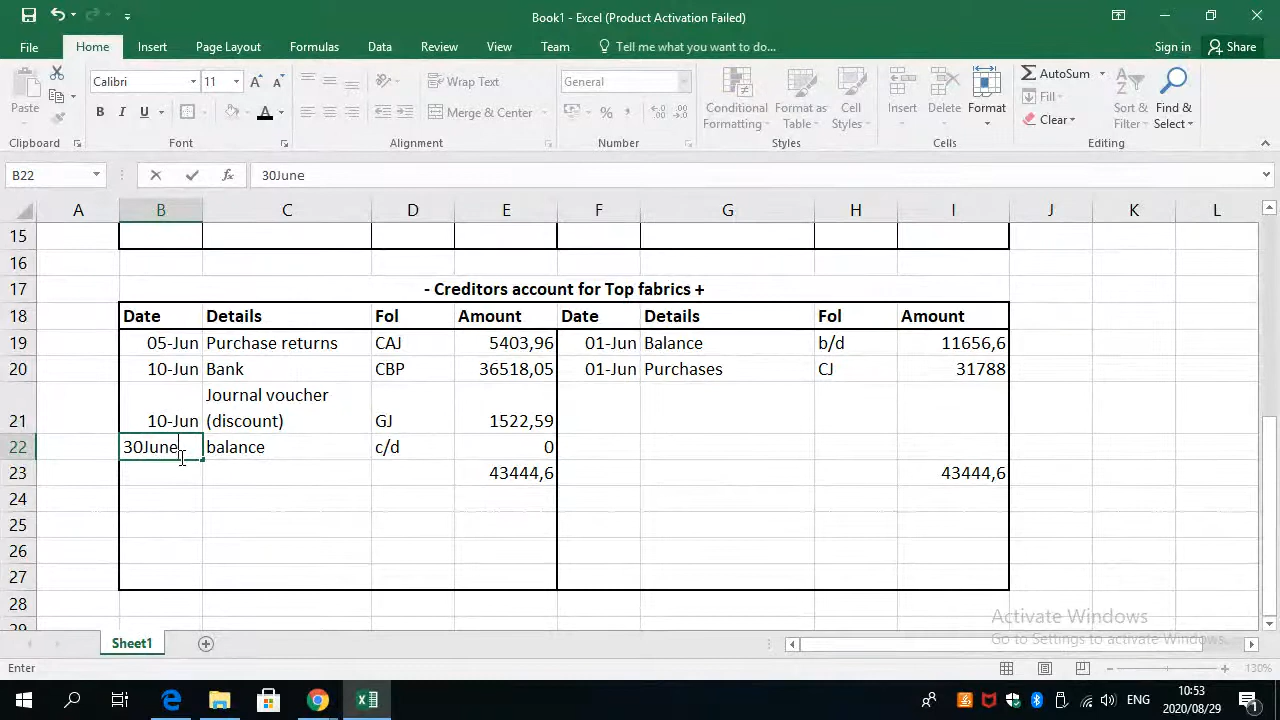 Book1 - Excel (Product Activation Failed)
File Home Insert Page Layout Formulas Data Review View Team Tell me what you want to do... Sign in Share
Calibri 11 Wrap Text General AutoSum
Paste Conditional Format as Cell Insert Delete Format Fill Sort & Find &
B I U A Merge & Center % , Formatting Table Styles Clear Filter Select
Clipboard Font Alignment Number Styles Cells Editing
B22 fx 30June
A B C D E F G H I J K L
15
16
17 - Creditors account for Top fabrics +
18 Date Details Fol Amount Date Details Fol Amount
19 05-Jun Purchase returns CAJ 5403,96 01-Jun Balance b/d 11656,6
20 10-Jun Bank CBP 36518,05 01-Jun Purchases CJ 31788
Journal voucher
21 10-Jun (discount) GJ 1522,59
22 30June balance c/d 0
23 43444,6 43444,6
24
25
26
27
28
29
Activate Windows
Go to Settings to activate Windows.
Sheet1
Enter 130%
ENG 10:53
2020/08/29 1